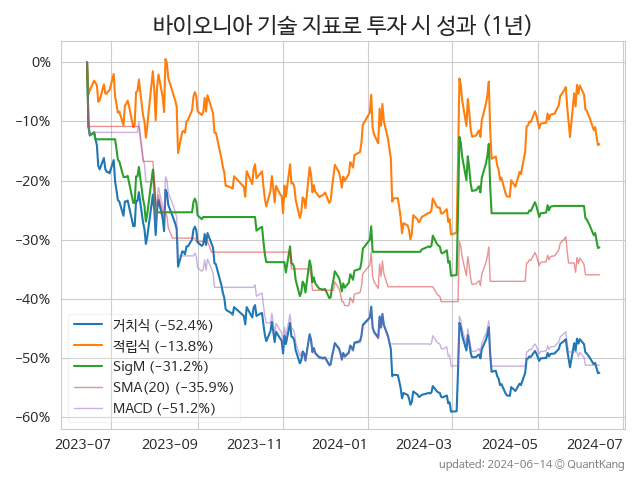 바이오니아 기술 지표로 투자 시 성과 (1년)
0%
−10%
−20%
−30%
−40%
−50%
−60%
거치식 (−52.4%)
적립식 (−13.8%)
SigM (−31.2%)
SMA(20) (−35.9%)
MACD (−51.2%)
2023-07 2023-09 2023-11 2024-01 2024-03 2024-05 2024-07
updated: 2024-06-14 © QuantKang